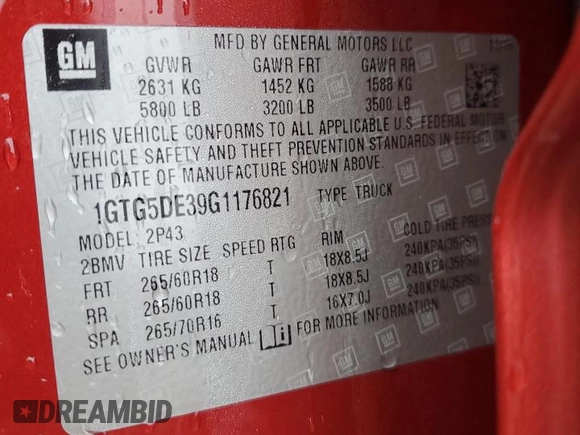 GM
MFD BY GENERAL MOTORS LLC
GVWR GAWR FRT GAWR RR
2631 KG 1452 KG 1588 KG
5800 LB 3200 LB 3500 LB
THIS VEHICLE CONFORMS TO ALL APPLICABLE U.S. FEDERAL MOTOR
VEHICLE SAFETY AND THEFT PREVENTION STANDARDS IN EFFECT ON
THE DATE OF MANUFACTURE SHOWN ABOVE.
1GTG5DE39G1176821 TYPE TRUCK
MODEL: 2P43
2BMV TIRE SIZE SPEED RTG RIM COLD TIRE PRESS
FRT 265/60R18 T 18X8.5J 240KPA(35PSI)
RR 265/60R18 T 18X8.5J 240KPA(35PSI)
SPA 265/70R16 T 16X7.0J 240KPA(35PSI)
SEE OWNER'S MANUAL FOR MORE INFORMATION
DREAMBID